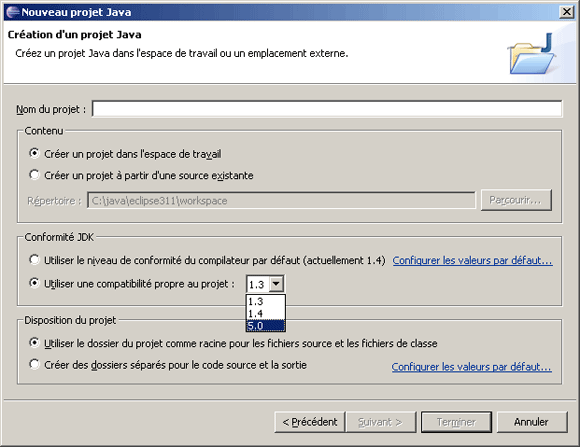 Nouveau projet Java
Création d'un projet Java
Créez un projet Java dans l'espace de travail ou un emplacement externe.
Nom du projet :
Contenu
Créer un projet dans l'espace de travail
Créer un projet à partir d'une source existante
Répertoire : C:\java\eclipse311\workspace Parcourir...
Conformité JDK
Utiliser le niveau de conformité du compilateur par défaut (actuellement 1.4) Configurer les valeurs par défaut...
Utiliser une compatibilité propre au projet : 1.3
1.3
1.4
5.0
Disposition du projet
Utiliser le dossier du projet comme racine pour les fichiers source et les fichiers de classe
Créer des dossiers séparés pour le code source et la sortie Configurer les valeurs par défaut...
< Précédent Suivant > Terminer Annuler